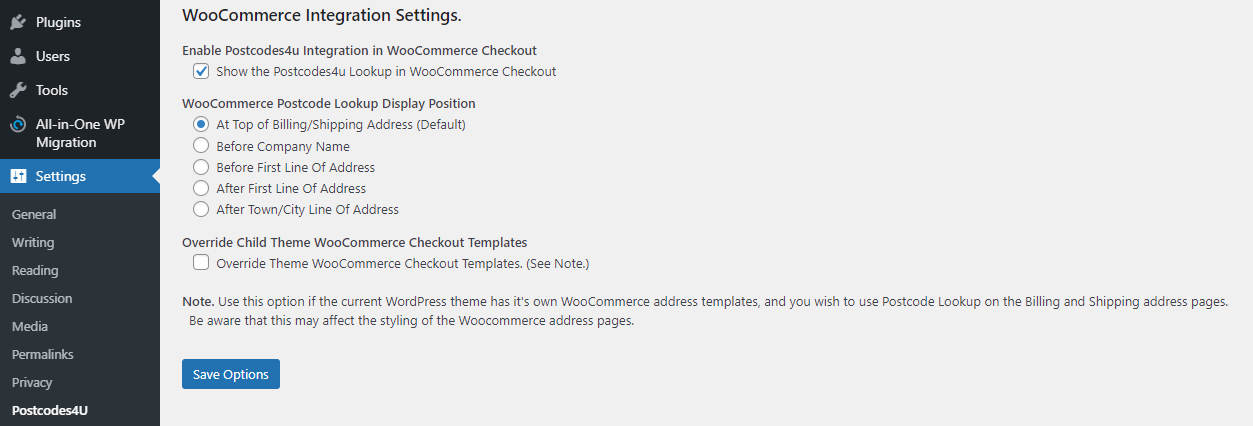 Plugins
Users
Tools
All-in-One WP
Migration
Settings
General
Writing
Reading
Discussion
Media
Permalinks
Privacy
Postcodes4U
WooCommerce Integration Settings.
Enable Postcodes4u Integration in WooCommerce Checkout
Show the Postcodes4u Lookup in WooCommerce Checkout
WooCommerce Postcode Lookup Display Position
At Top of Billing/Shipping Address (Default)
Before Company Name
Before First Line Of Address
After First Line Of Address
After Town/City Line Of Address
Override Child Theme WooCommerce Checkout Templates
Override Theme WooCommerce Checkout Templates. (See Note.)
Note. Use this option if the current WordPress theme has it's own WooCommerce address templates, and you wish to use Postcode Lookup on the Billing and Shipping address pages.
Be aware that this may affect the styling of the Woocommerce address pages.
Save Options